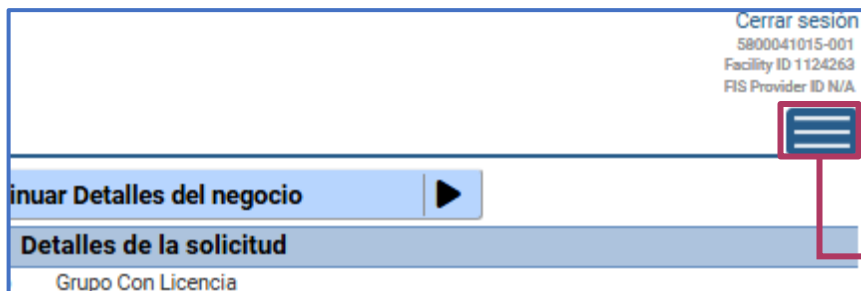 Cerrar sesión
5800041015-001
Facility ID 1124263
FIS Provider ID N/A
inuar Detalles del negocio
Detalles de la solicitud
Grupo Con Licencia